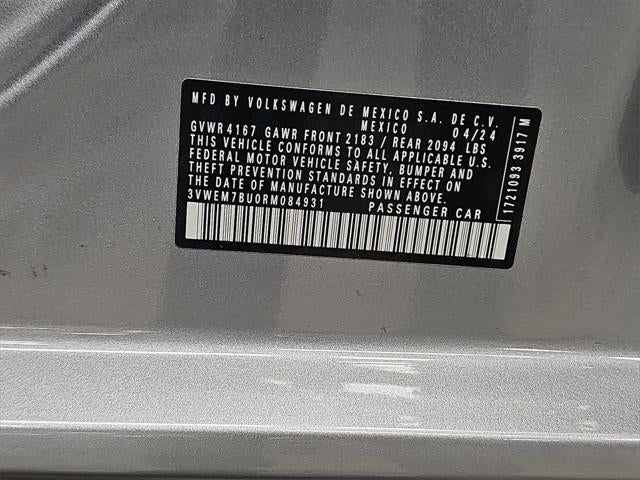 MFD BY VOLKSWAGEN DE MEXICO S.A. DE C.V.
MEXICO 04/24
GVWR 4167 GAWR FRONT 2183 / REAR 2094 LBS
THIS VEHICLE CONFORMS TO ALL APPLICABLE U.S.
FEDERAL MOTOR VEHICLE SAFETY, BUMPER AND
THEFT PREVENTION STANDARDS IN EFFECT ON
THE DATE OF MANUFACTURE SHOWN ABOVE.
3VWEM7BU0RM084931 PASSENGER CAR
1721093 3917 M